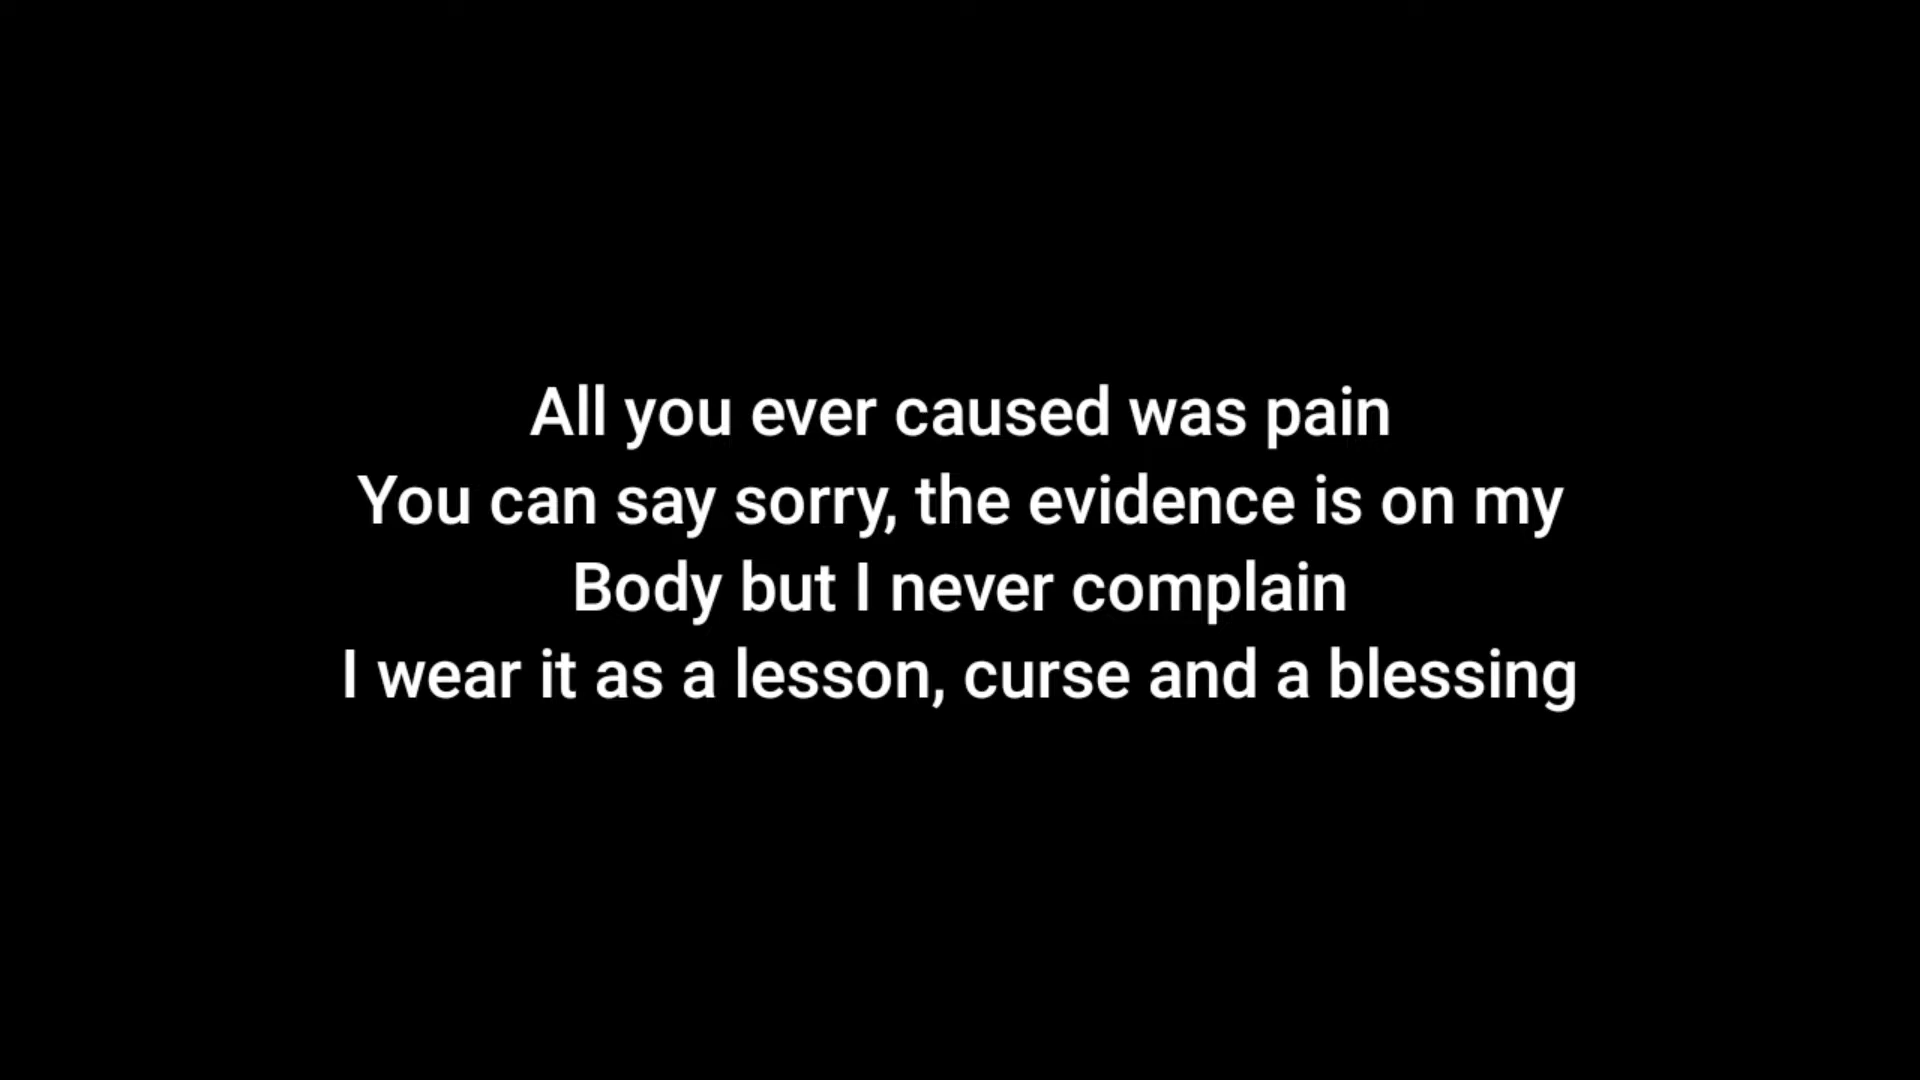 All you ever caused was pain
You can say sorry, the evidence is on my
Body but I never complain
I wear it as a lesson, curse and a blessing